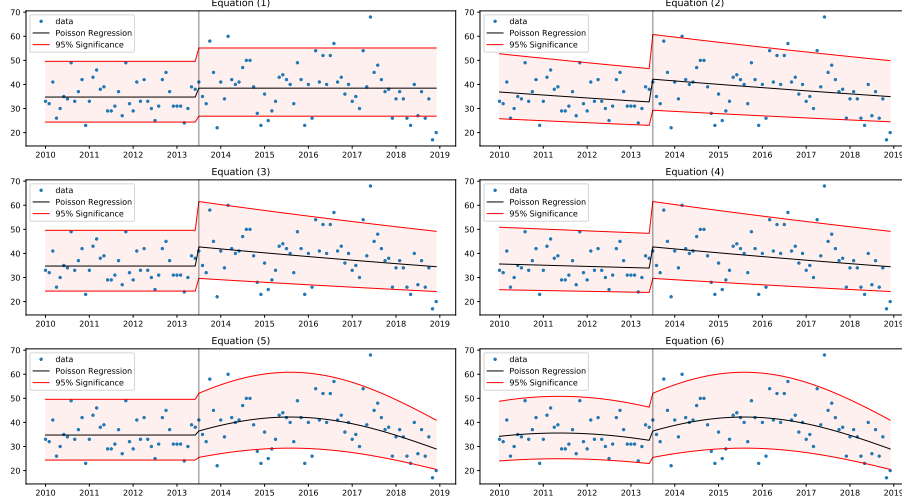 Equation (1)
data
Poisson Regression
95% Significance
70
60
50
40
30
20
2010 2011 2012 2013 2014 2015 2016 2017 2018 2019
Equation (2)
data
Poisson Regression
95% Significance
70
60
50
40
30
20
2010 2011 2012 2013 2014 2015 2016 2017 2018 2019
Equation (3)
data
Poisson Regression
95% Significance
70
60
50
40
30
20
2010 2011 2012 2013 2014 2015 2016 2017 2018 2019
Equation (4)
data
Poisson Regression
95% Significance
70
60
50
40
30
20
2010 2011 2012 2013 2014 2015 2016 2017 2018 2019
Equation (5)
data
Poisson Regression
95% Significance
70
60
50
40
30
20
2010 2011 2012 2013 2014 2015 2016 2017 2018 2019
Equation (6)
data
Poisson Regression
95% Significance
70
60
50
40
30
20
2010 2011 2012 2013 2014 2015 2016 2017 2018 2019